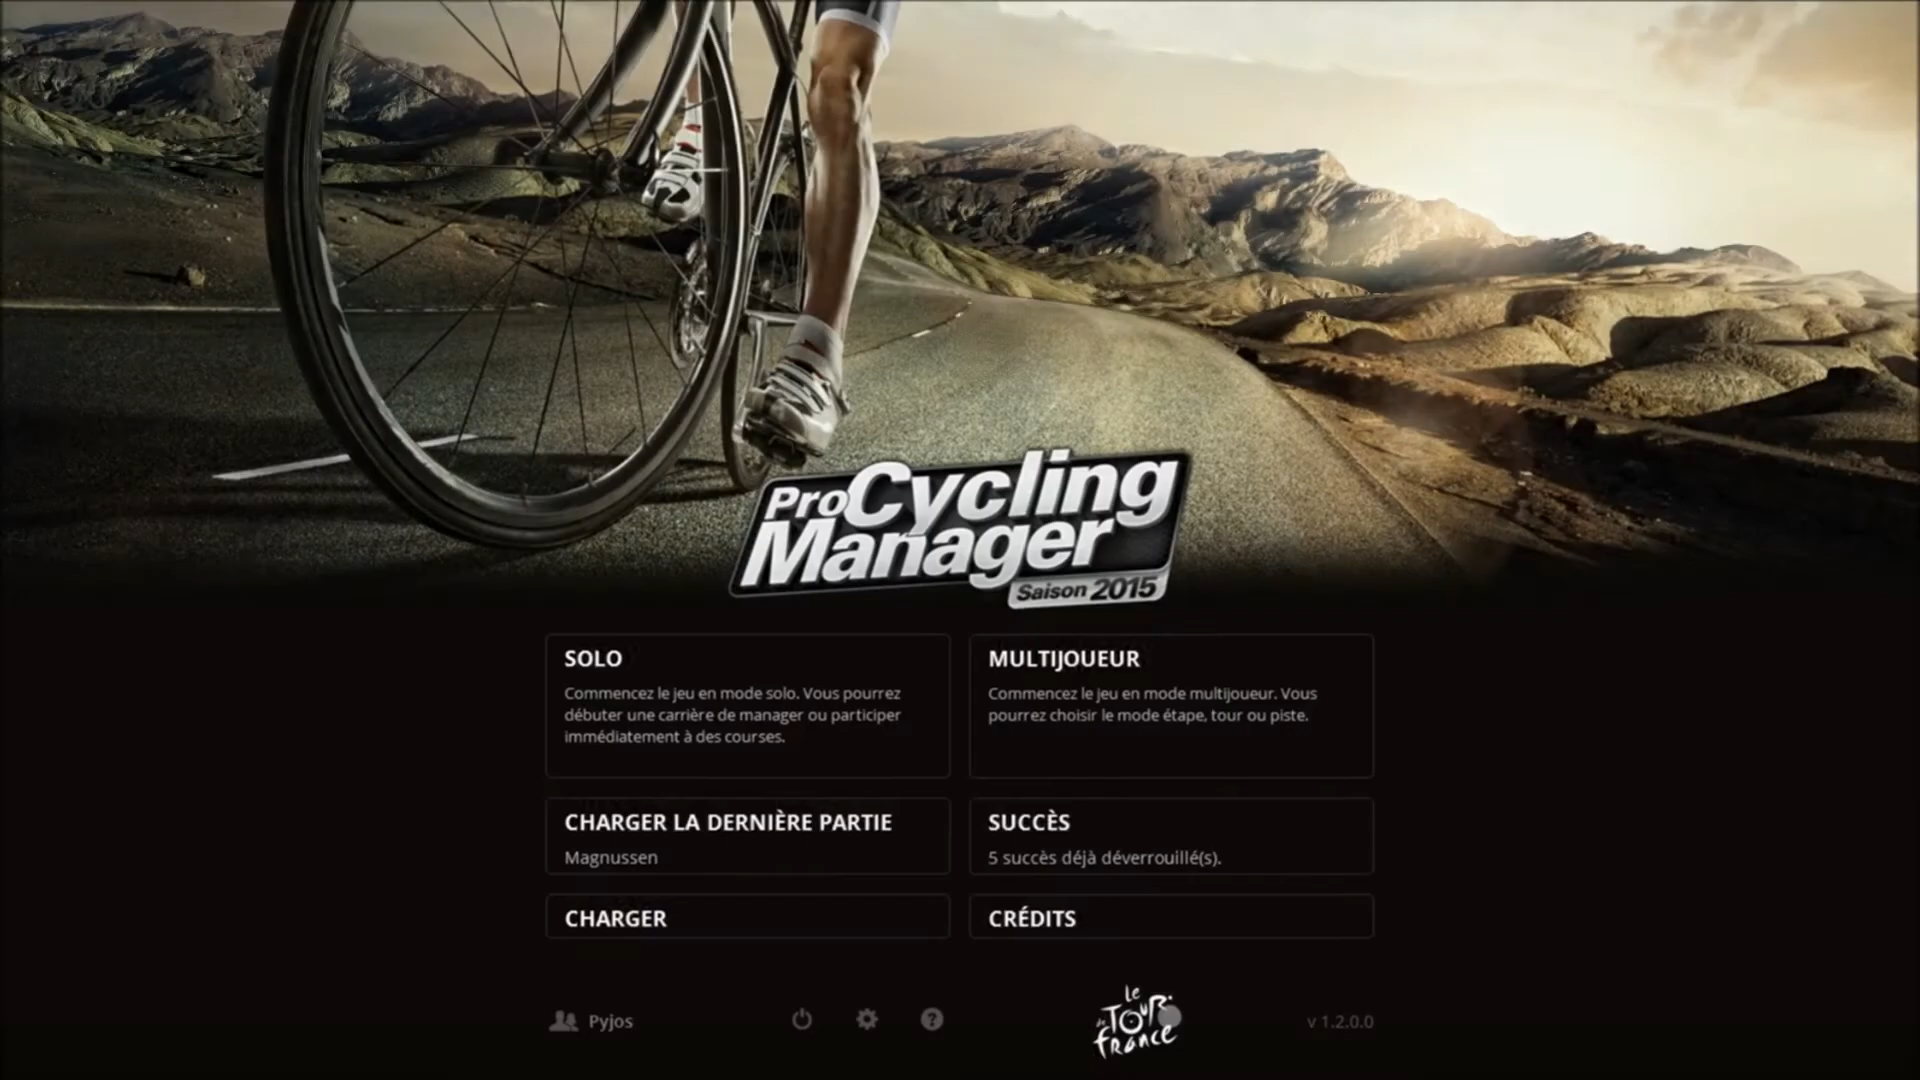 Pro Cycling
Manager
Saison 2015
SOLO
Commencez le jeu en mode solo. Vous pourrez
débuter une carrière de manager ou participer
immédiatement à des courses.
MULTIJOUEUR
Commencez le jeu en mode multijoueur. Vous
pourrez choisir le mode étape, tour ou piste.
CHARGER LA DERNIÈRE PARTIE
Magnussen
SUCCÈS
5 succès déjà déverrouillé(s).
CHARGER
CRÉDITS
Pyjos
Le
Tour
de
France
v 1.2.0.0